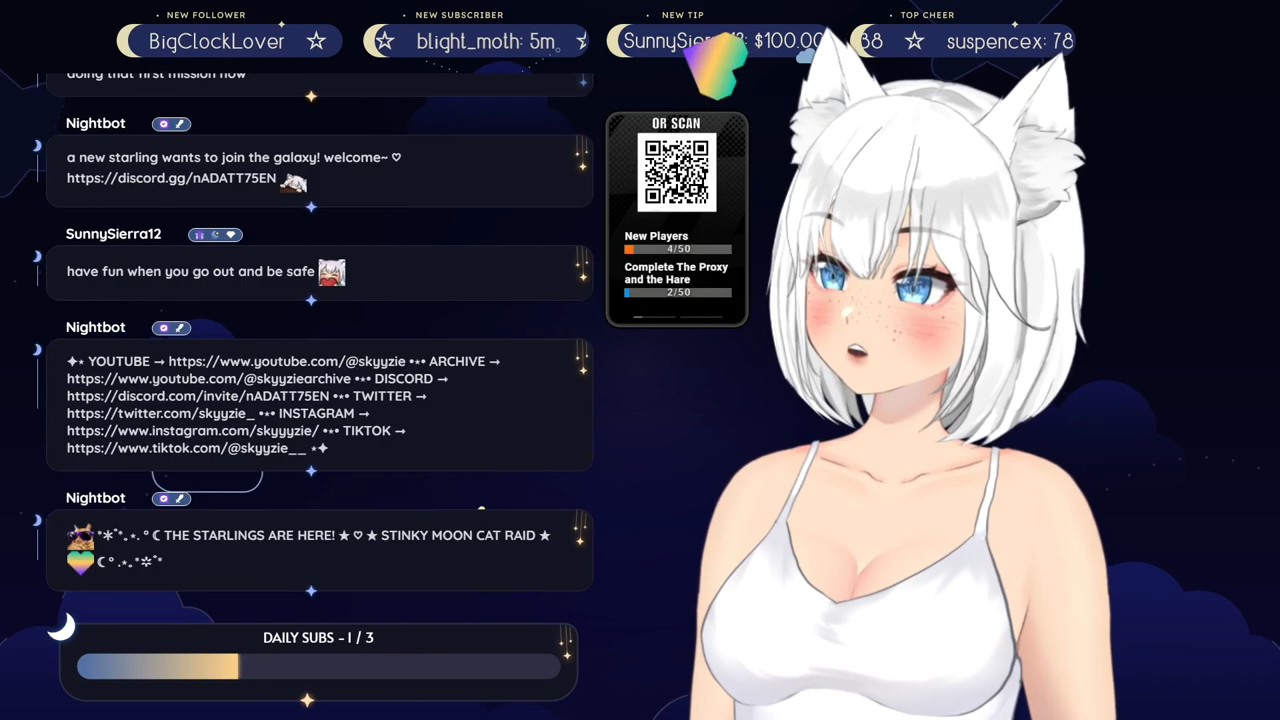 NEW FOLLOWER
BigClockLover
NEW SUBSCRIBER
blight_moth: 5m
NEW TIP
$100.00
TOP CHEER
suspencex: 78
doing that first mission now
Nightbot
a new starling wants to join the galaxy! welcome~ ♡
https://discord.gg/nADATT75EN
SunnySierra12
have fun when you go out and be safe
Nightbot
✦⋆ YOUTUBE → https://www.youtube.com/@skyyzie •⋆• ARCHIVE →
https://www.youtube.com/@skyyziearchive •⋆• DISCORD →
https://discord.com/invite/nADATT75EN •⋆• TWITTER →
https://twitter.com/skyyzie_ •⋆• INSTAGRAM →
https://www.instagram.com/skyyyzie/ •⋆• TIKTOK →
https://www.tiktok.com/@skyyzie__ ⋆✦
Nightbot
THE STARLINGS ARE HERE! ★ ♡ ★ STINKY MOON CAT RAID ★
DAILY SUBS - 1 / 3
OR SCAN
New Players
4/50
Complete The Proxy
and the Hare
2/50